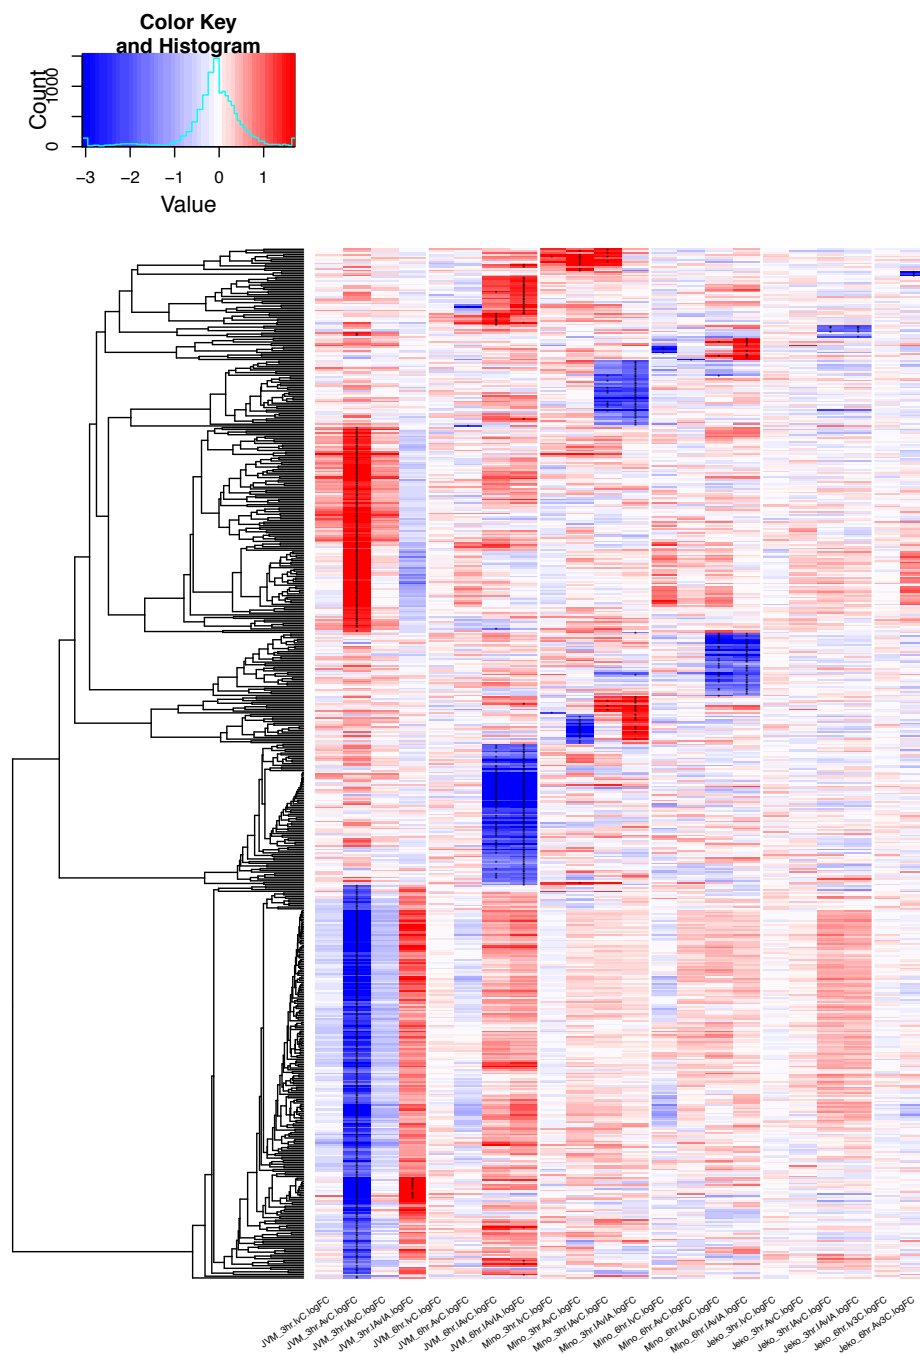 Color Key
and Histogram
Count
0
1000
−3
−2
−1
0
1
Value
JVM_3hr.IvC.logFC
JVM_3hr.AvC.logFC
JVM_3hr.IAvC.logFC
JVM_3hr.IAvIA.logFC
JVM_6hr.IvC.logFC
JVM_6hr.AvC.logFC
JVM_6hr.IAvC.logFC
JVM_6hr.IAvIA.logFC
Mino_3hr.IvC.logFC
Mino_3hr.AvC.logFC
Mino_3hr.IAvC.logFC
Mino_3hr.IAvIA.logFC
Mino_6hr.IvC.logFC
Mino_6hr.AvC.logFC
Mino_6hr.IAvC.logFC
Mino_6hr.IAvIA.logFC
Jeko_3hr.IvC.logFC
Jeko_3hr.AvC.logFC
Jeko_3hr.IAvC.logFC
Jeko_3hr.IAvIA.logFC
Jeko_6hr.Iv3C.logFC
Jeko_6hr.Av3C.logFC